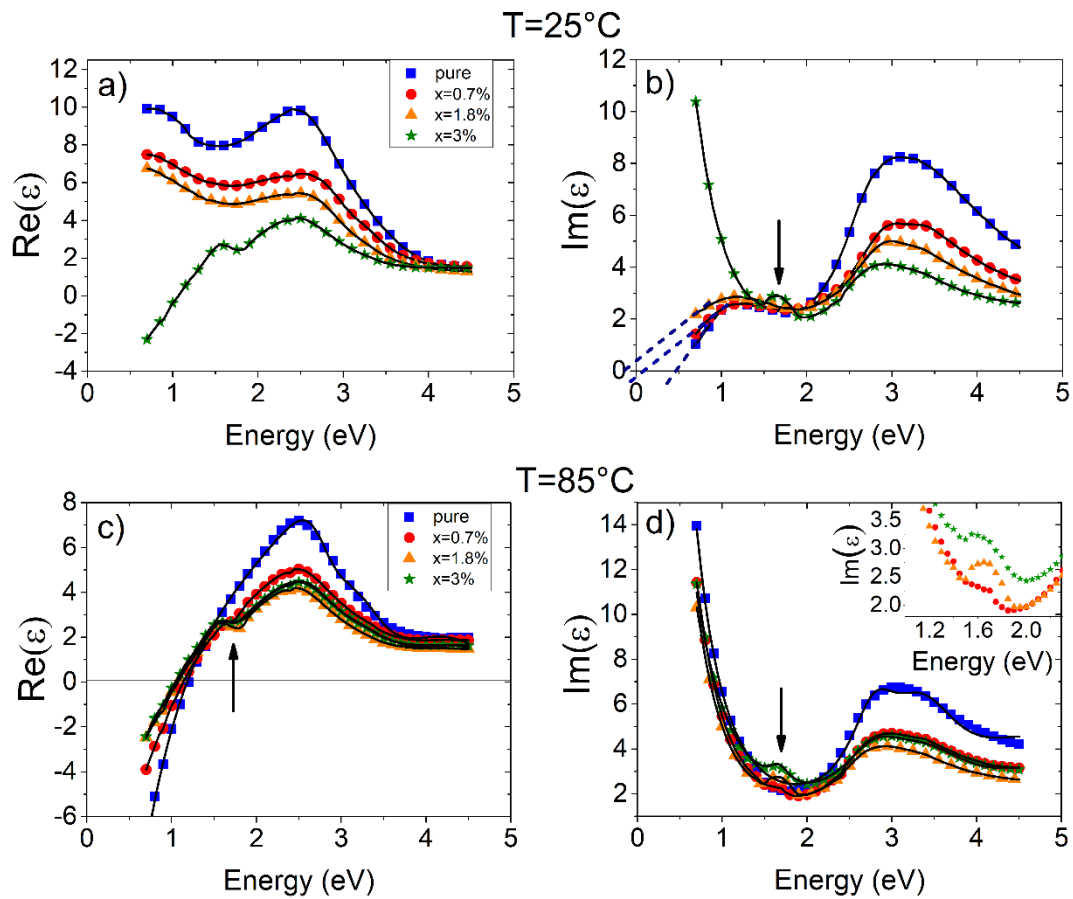 T=25°C
a)
Re(ε)
12
10
8
6
4
2
0
-2
-4
0 1 2 3 4 5
Energy (eV)
pure
x=0.7%
x=1.8%
x=3%
b)
Im(ε)
12
10
8
6
4
2
0
0 1 2 3 4 5
Energy (eV)
T=85°C
c)
Re(ε)
8
6
4
2
0
-2
-4
-6
0 1 2 3 4 5
Energy (eV)
pure
x=0.7%
x=1.8%
x=3%
d)
Im(ε)
14
12
10
8
6
4
2
0 1 2 3 4 5
Energy (eV)
Im(ε)
3.5
3.0
2.5
2.0
1.2 1.6 2.0
Energy (eV)